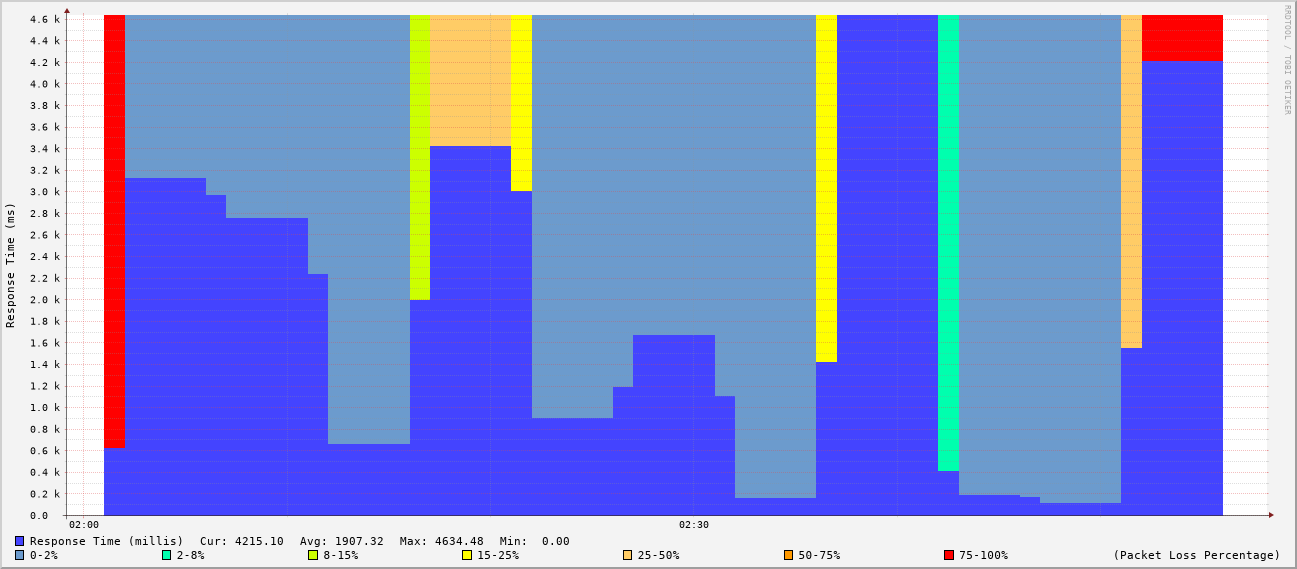 RRDTOOL / TOBI OETIKER
4.6 k
4.4 k
4.2 k
4.0 k
3.8 k
3.6 k
3.4 k
3.2 k
3.0 k
2.8 k
2.6 k
2.4 k
2.2 k
2.0 k
1.8 k
1.6 k
1.4 k
1.2 k
1.0 k
0.8 k
0.6 k
0.4 k
0.2 k
0.0
Response Time (ms)
02:00 02:30
Response Time (millis) Cur: 4215.10 Avg: 1907.32 Max: 4634.48 Min: 0.00
0-2% 2-8% 8-15% 15-25% 25-50% 50-75% 75-100% (Packet Loss Percentage)